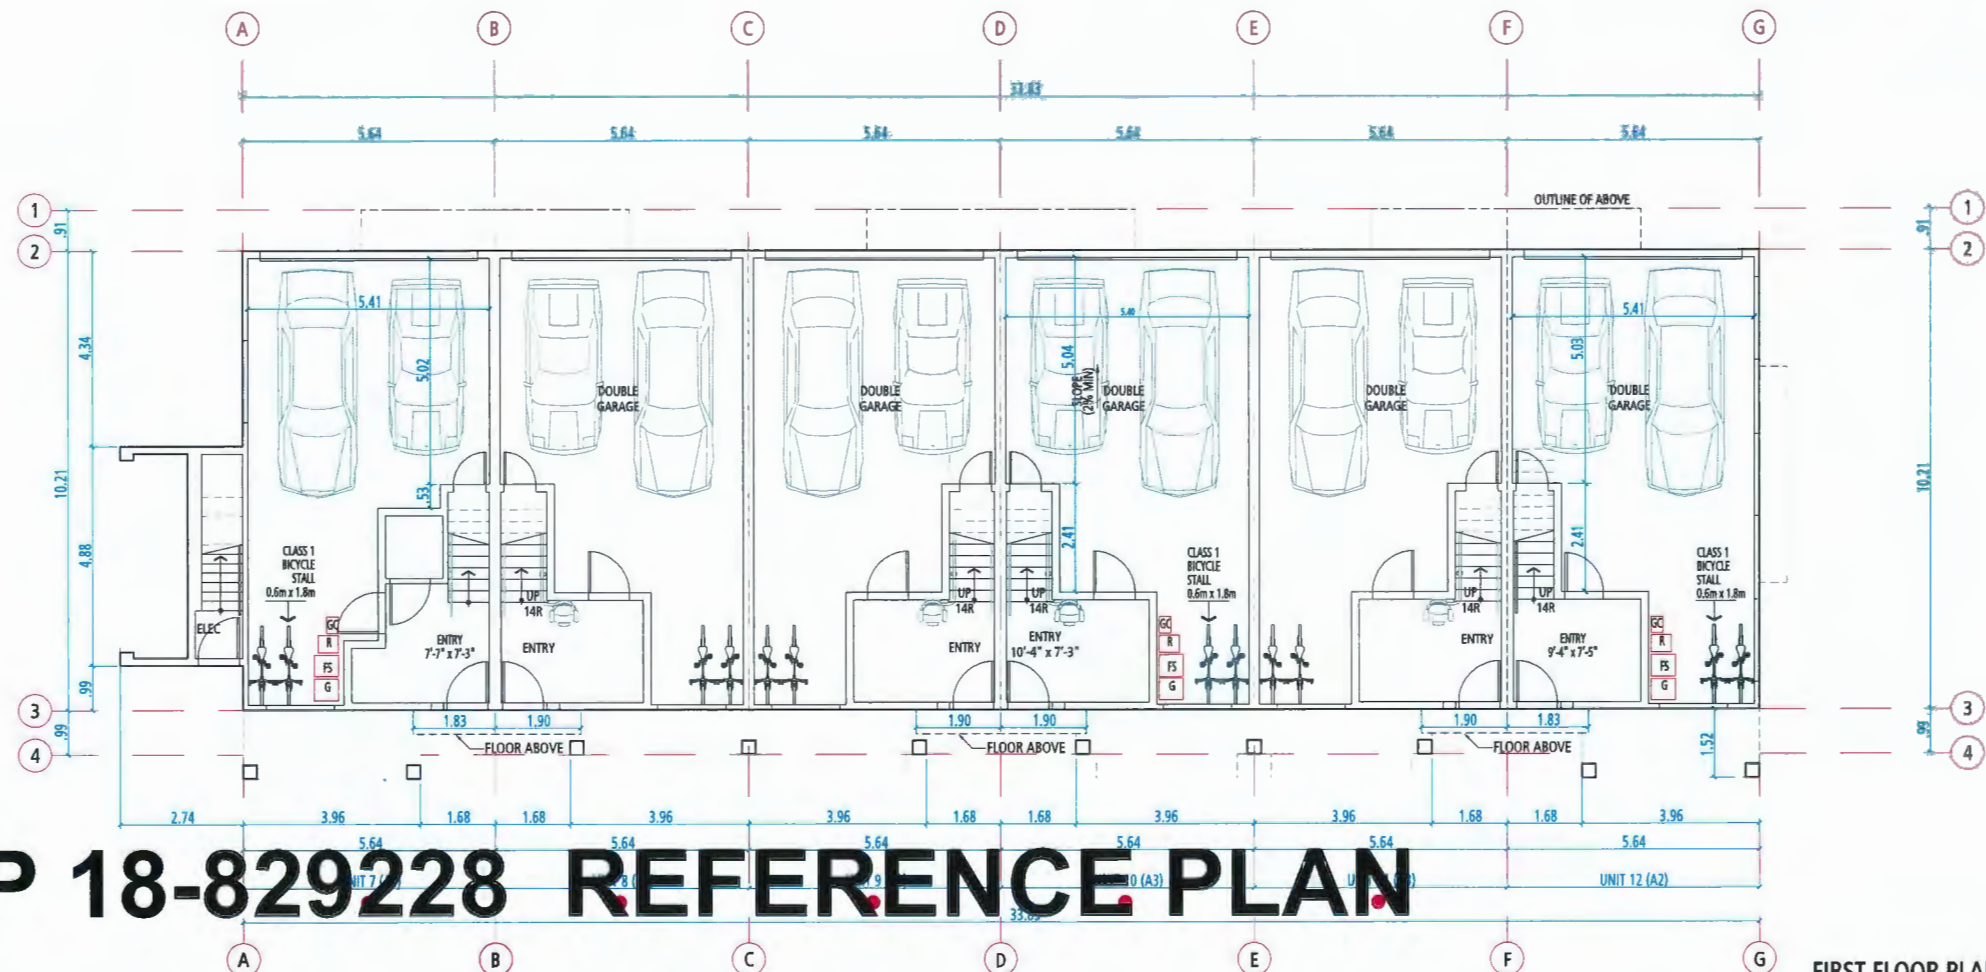 A B C D E F G
33.83
5.64 5.64 5.64 5.64 5.64 5.64
1 OUTLINE OF ABOVE 1
.91 .91
2 2
5.41 5.40 5.41
4.34 5.02 5.04 5.03
SLOPE
(2% MIN)
DOUBLE DOUBLE DOUBLE DOUBLE DOUBLE
GARAGE GARAGE GARAGE GARAGE GARAGE
10.21 .53 10.21
4.88 2.41 2.41
CLASS 1 CLASS 1 CLASS 1
BICYCLE BICYCLE BICYCLE
STALL STALL STALL
0.6m x 1.8m 0.6m x 1.8m 0.6m x 1.8m
UP UP UP UP UP
14R 14R 14R 14R 14R
ELEC GC GC GC
R R R
ENTRY ENTRY ENTRY ENTRY ENTRY ENTRY
7'-7" x 7'-3" 10'-4" x 7'-3" 9'-4" x 7'-5"
FS FS FS
G G G
.99
3 3
1.83 1.90 1.90 1.90 1.90 1.83
.99 .99
FLOOR ABOVE FLOOR ABOVE FLOOR ABOVE 1.52
4 4
2.74 3.96 1.68 1.68 3.96 3.96 1.68 1.68 3.96 3.96 1.68 1.68 3.96
5.64 5.64 5.64 5.64 5.64 5.64
UNIT 12 (A2)
P 18-829228 REFERENCE PLAN
33.83
A B C D E F G
FIRST FLOOR PLAN